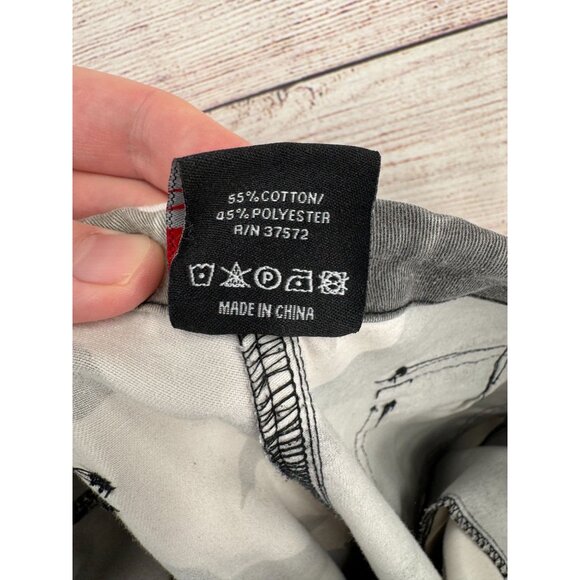 55% COTTON/
45% POLYESTER
R/N 37572
P
MADE IN CHINA